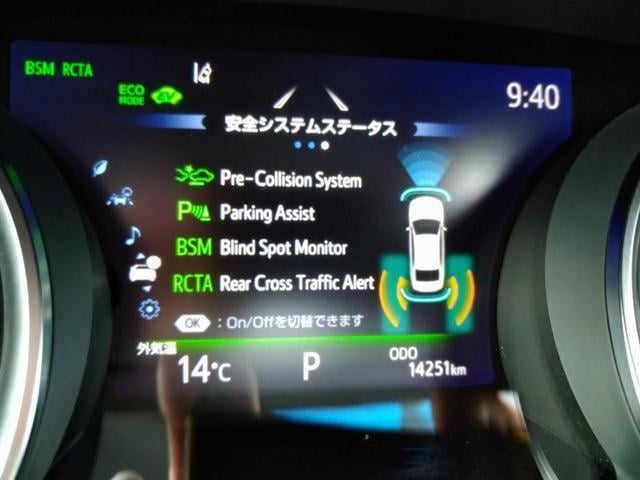 BSM RCTA
ECO MODE EV
9:40
安全システムステータス
Pre-Collision System
P Parking Assist
BSM Blind Spot Monitor
RCTA Rear Cross Traffic Alert
OK : On/Offを切替できます
外気温
14℃
P
ODO
14251km